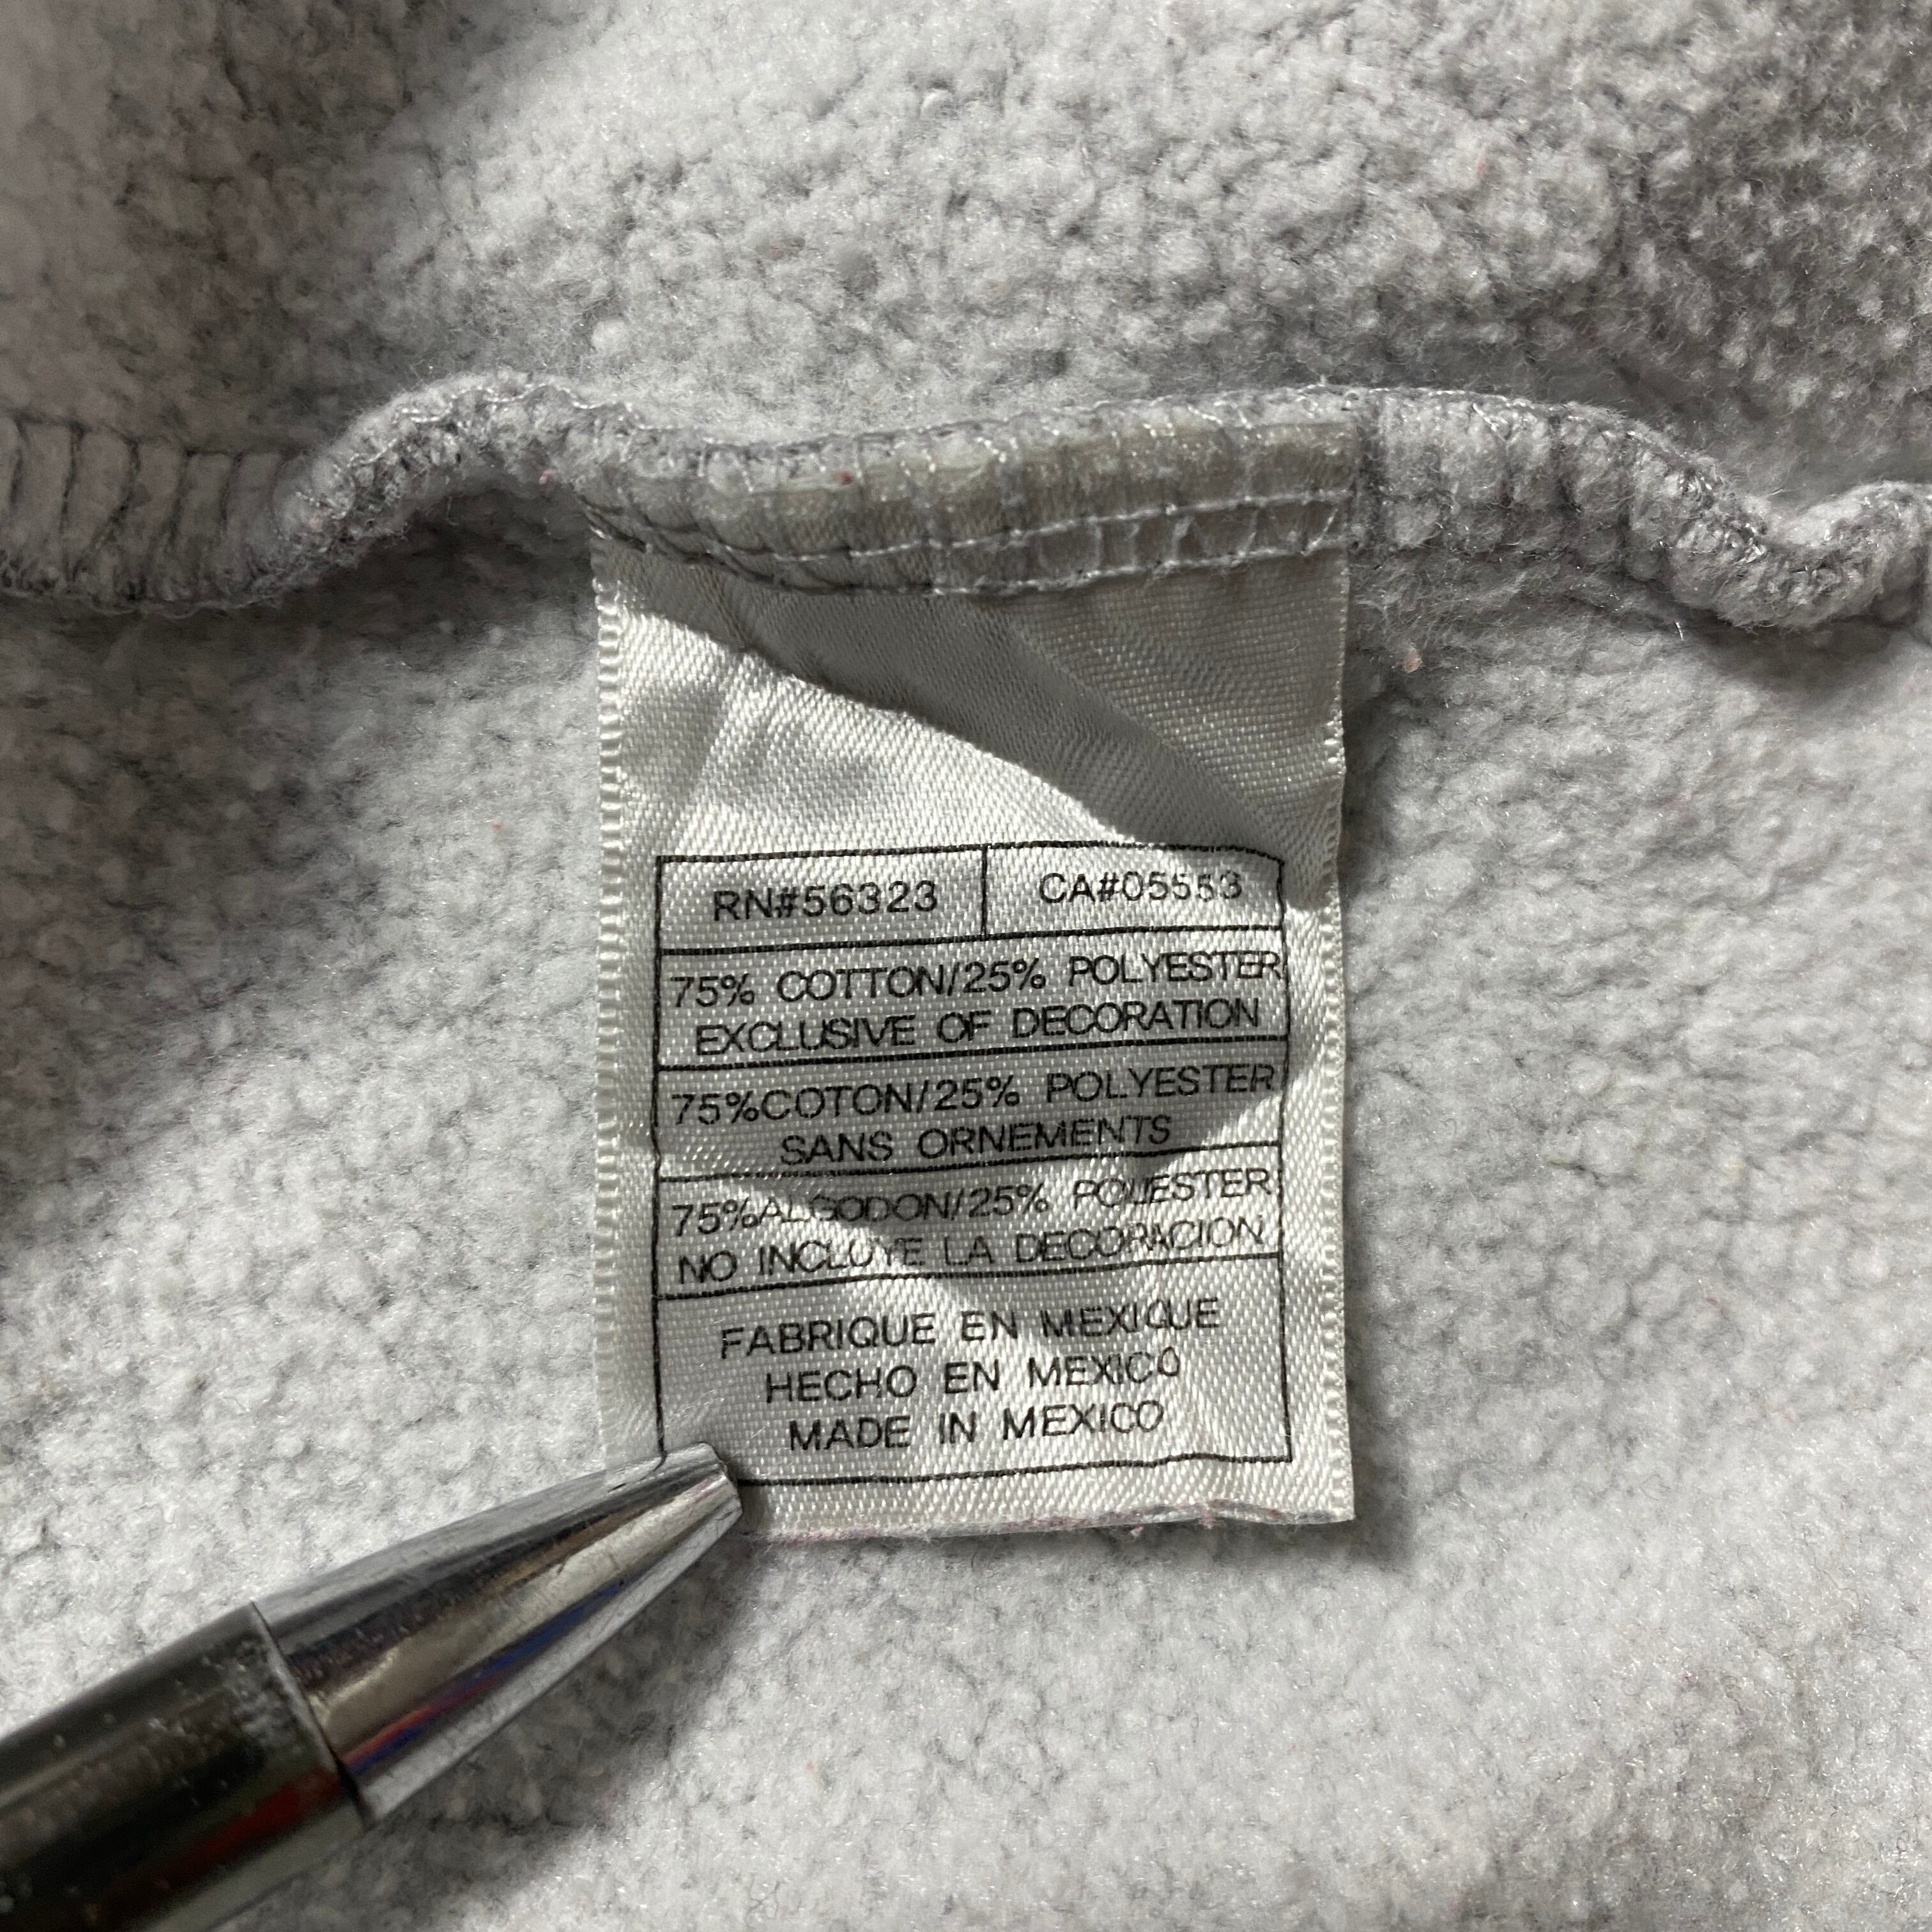 RN#56323 CA#05553
75% COTTON/25% POLYESTER
EXCLUSIVE OF DECORATION
75%COTON/25% POLYESTER
SANS ORNEMENTS
75%ALGODON/25% POLIESTER
NO INCLUYE LA DECORACION
FABRIQUE EN MEXIQUE
HECHO EN MEXICO
MADE IN MEXICO